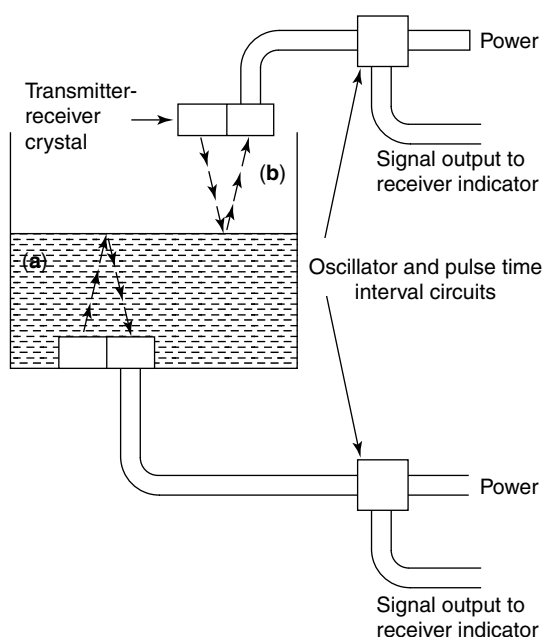 Power
Transmitter-
receiver
crystal
Signal output to
receiver indicator
(b)
(a)
Oscillator and pulse time
interval circuits
Power
Signal output to
receiver indicator